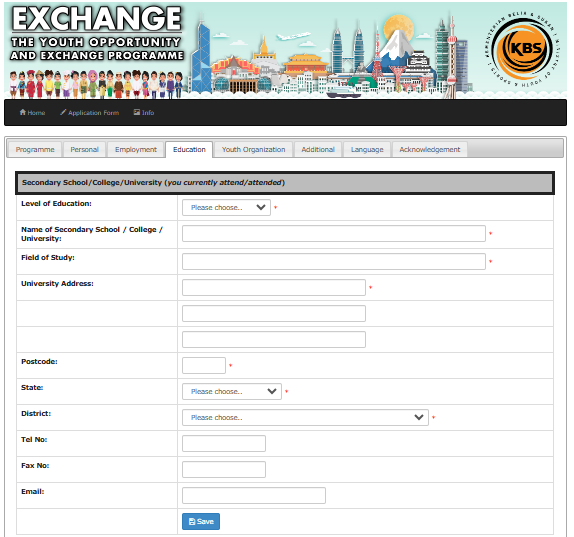 EXCHANGE
THE YOUTH OPPORTUNITY
AND EXCHANGE PROGRAMME
KBS
Home Application Form Info
Programme Personal Employment Education Youth Organization Additional Language Acknowledgement
Secondary School/College/University (you currently attend/attended)
Level of Education: Please choose.. *
Name of Secondary School / College /
University: *
Field of Study: *
University Address: *
Postcode: *
State: Please choose.. *
District: Please choose.. *
Tel No:
Fax No:
Email:
Save